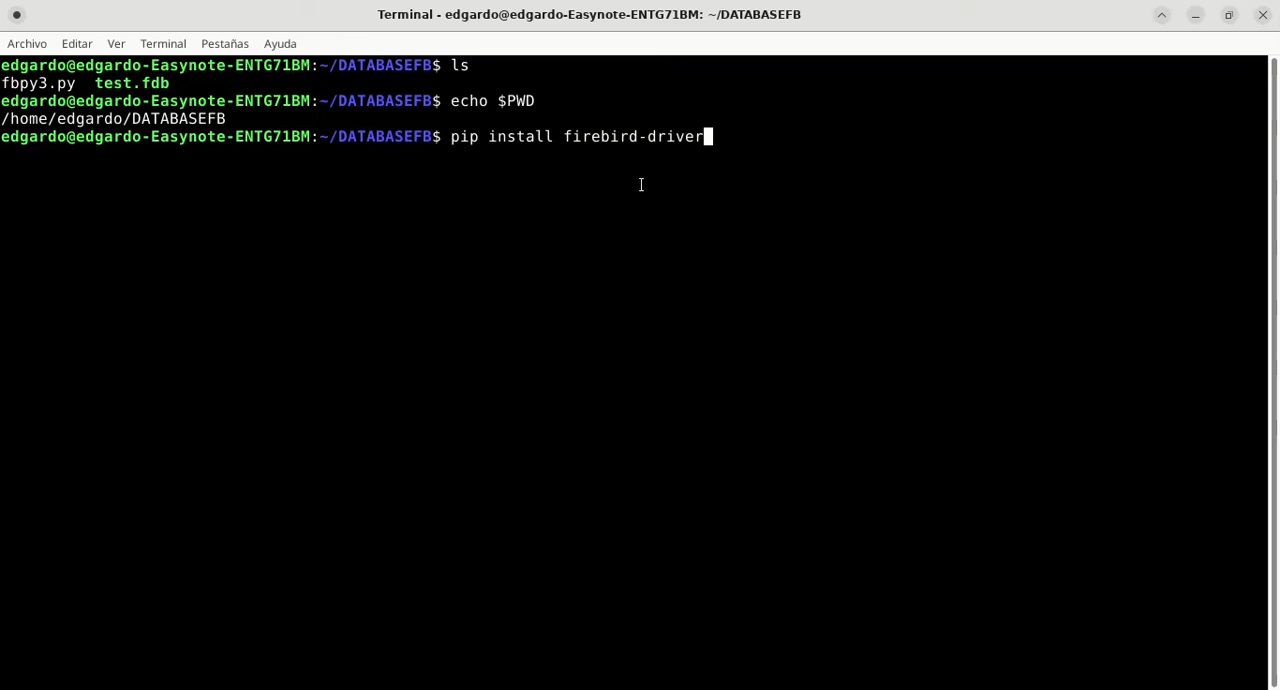 Terminal - edgardo@edgardo-Easynote-ENTG71BM: ~/DATABASEFB
Archivo Editar Ver Terminal Pestañas Ayuda
edgardo@edgardo-Easynote-ENTG71BM:~/DATABASEFB$ ls
fbpy3.py  test.fdb
edgardo@edgardo-Easynote-ENTG71BM:~/DATABASEFB$ echo $PWD
/home/edgardo/DATABASEFB
edgardo@edgardo-Easynote-ENTG71BM:~/DATABASEFB$ pip install firebird-driver